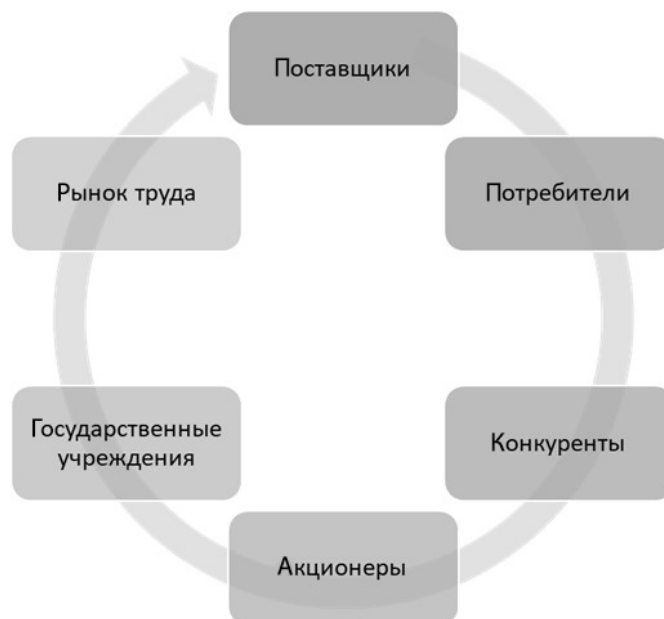 Поставщики
Потребители
Конкуренты
Акционеры
Государственные
учреждения
Рынок труда